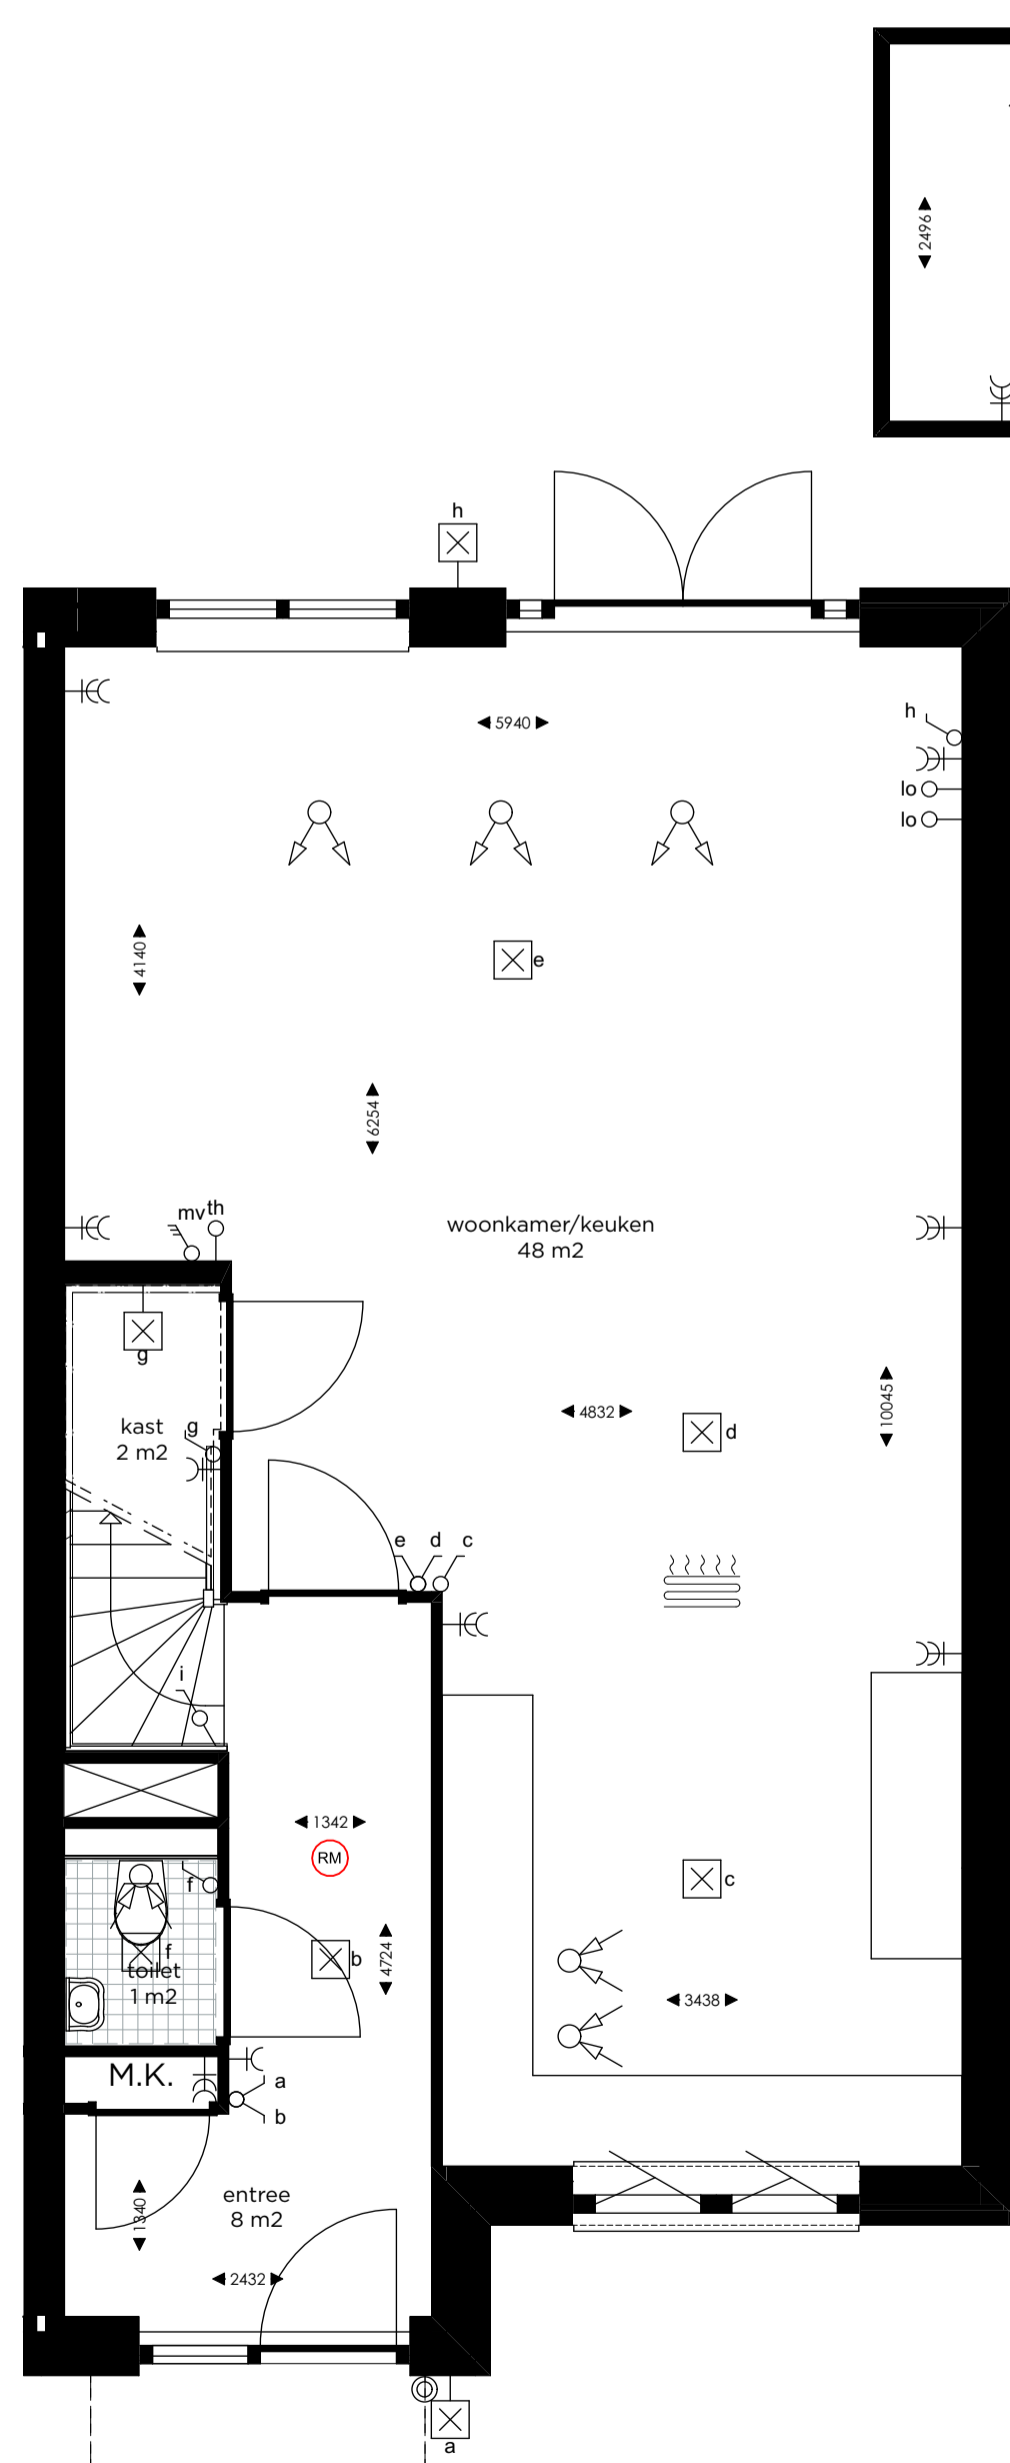 2496
h
5940
h
lo
lo
4140
e
6254
mv
th
woonkamer/keuken
48 m2
g
10045
4832
kast
2 m2
g
d
e
d
c
i
1342
RM
f
c
f
b
4724
toilet
1 m2
3438
M.K.
a
b
1340
entree
8 m2
2432
a